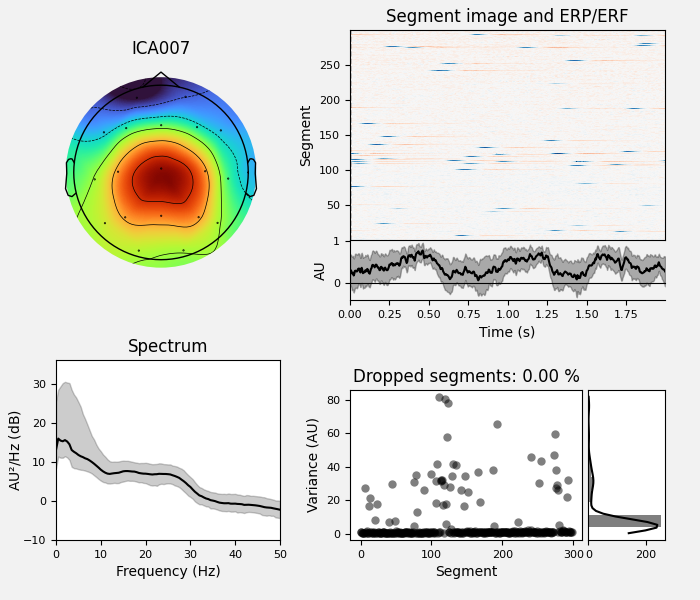 ICA007
Segment image and ERP/ERF
Segment
250
200
150
100
50
1
0
AU
0.00 0.25 0.50 0.75 1.00 1.25 1.50 1.75
Time (s)
Spectrum
AU²/Hz (dB)
30
20
10
0
−10
0 10 20 30 40 50
Frequency (Hz)
Dropped segments: 0.00 %
Variance (AU)
80
60
40
20
0
0 100 200 300
Segment
0 200